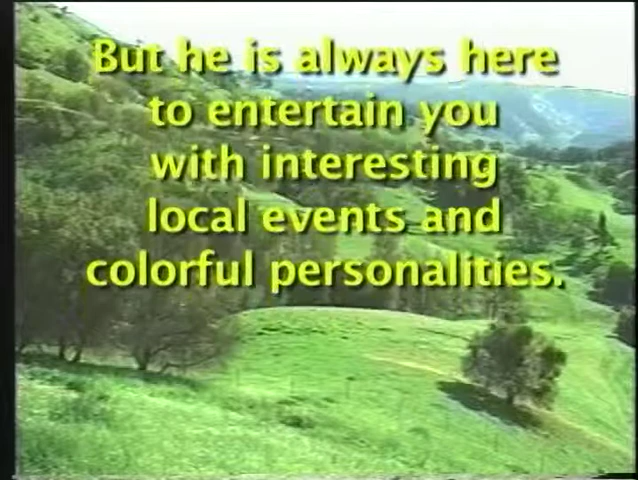 But he is always here
to entertain you
with interesting
local events and
colorful personalities.